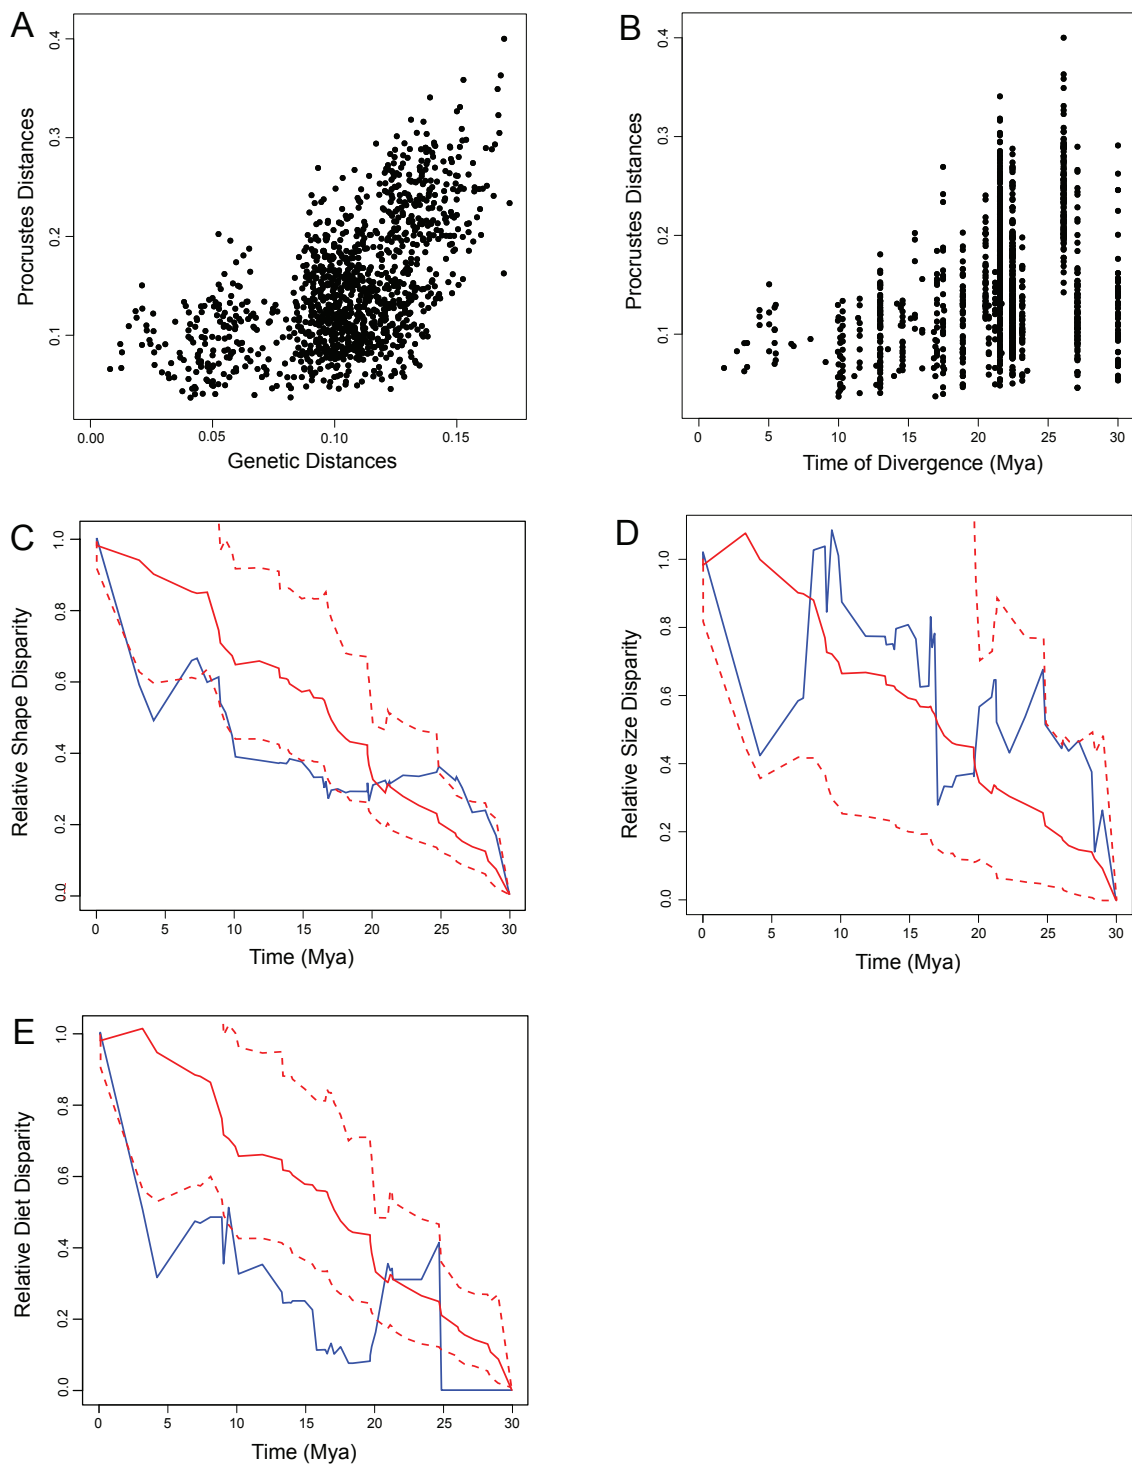 A
Procrustes Distances
0.4
0.3
0.2
0.1
0.00 0.05 0.10 0.15
Genetic Distances
B
Procrustes Distances
0.4
0.3
0.2
0.1
0 5 10 15 20 25 30
Time of Divergence (Mya)
C
Relative Shape Disparity
1.0
0.8
0.6
0.4
0.2
0.0
0 5 10 15 20 25 30
Time (Mya)
D
Relative Size Disparity
1.0
0.8
0.6
0.4
0.2
0.0
0 5 10 15 20 25 30
Time (Mya)
E
Relative Diet Disparity
1.0
0.8
0.6
0.4
0.2
0.0
0 5 10 15 20 25 30
Time (Mya)